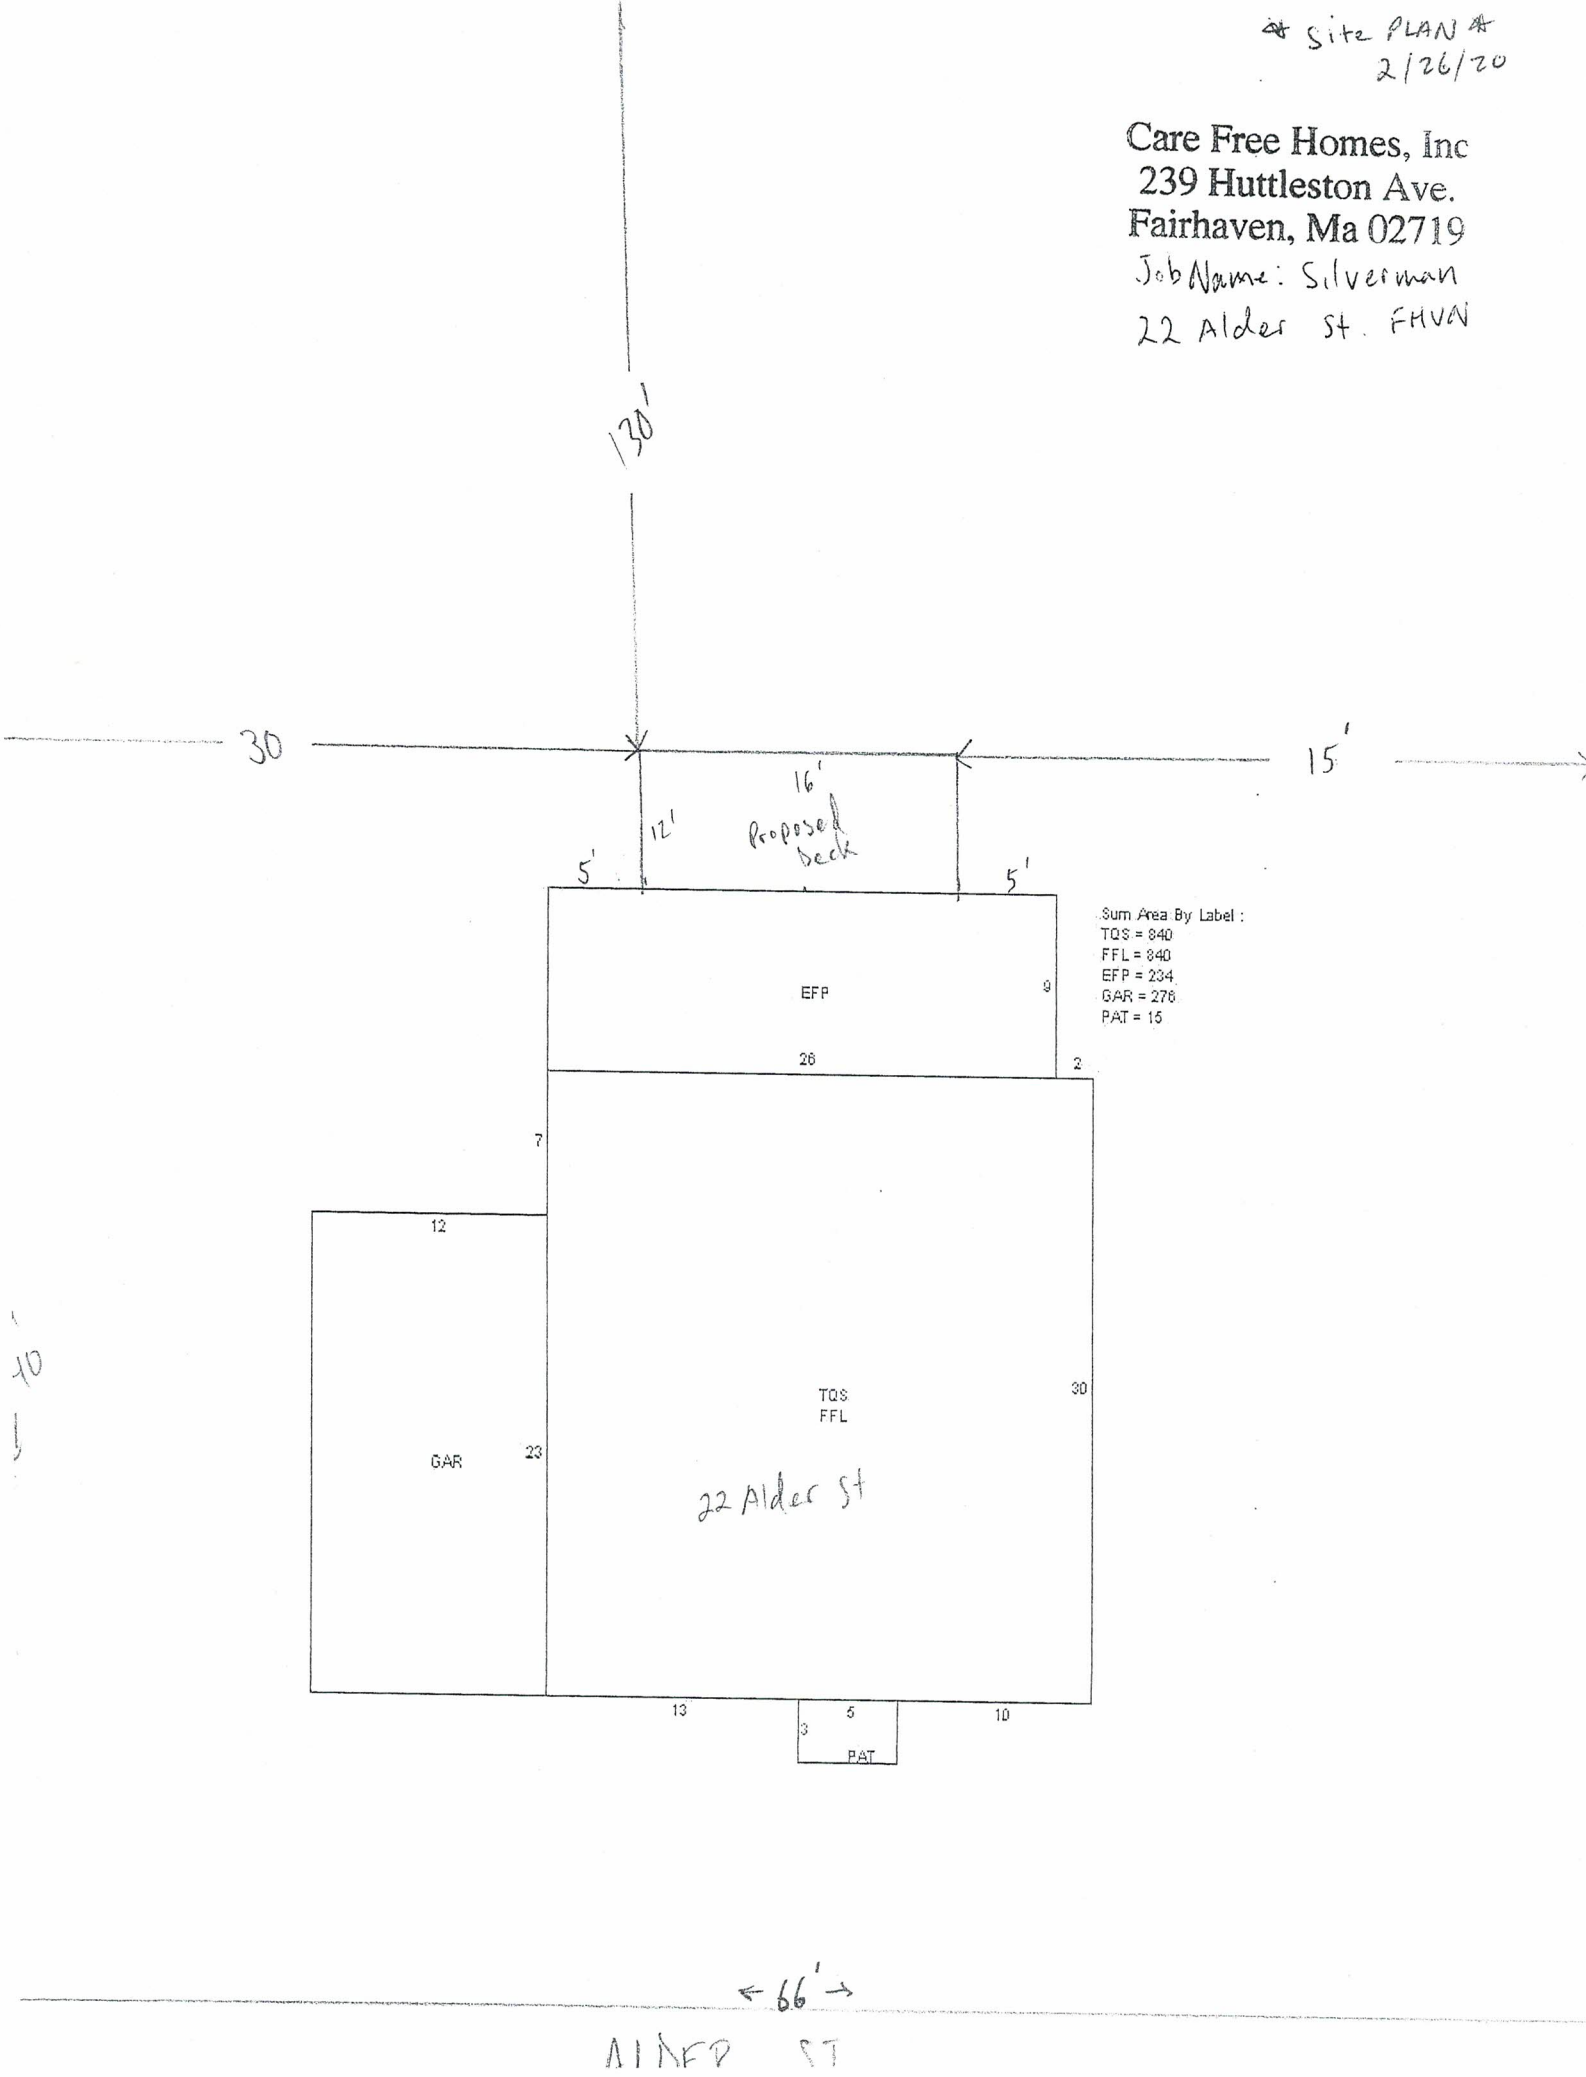 * Site PLAN *
2/26/20
Care Free Homes, Inc
239 Huttleston Ave.
Fairhaven, Ma 02719
Job Name: Silverman
22 Alder St. FHVN
130'
30
15'
16'
12'
Proposed
Deck
5'
5'
Sum Area By Label :
TQS = 840
FFL = 840
EFP = 234
GAR = 276
PAT = 15
EFP
9
26
2
7
12
TQS
FFL
30
GAR
23
22 Alder St
13
5
10
3
PAT
← 66' →
ALDER ST